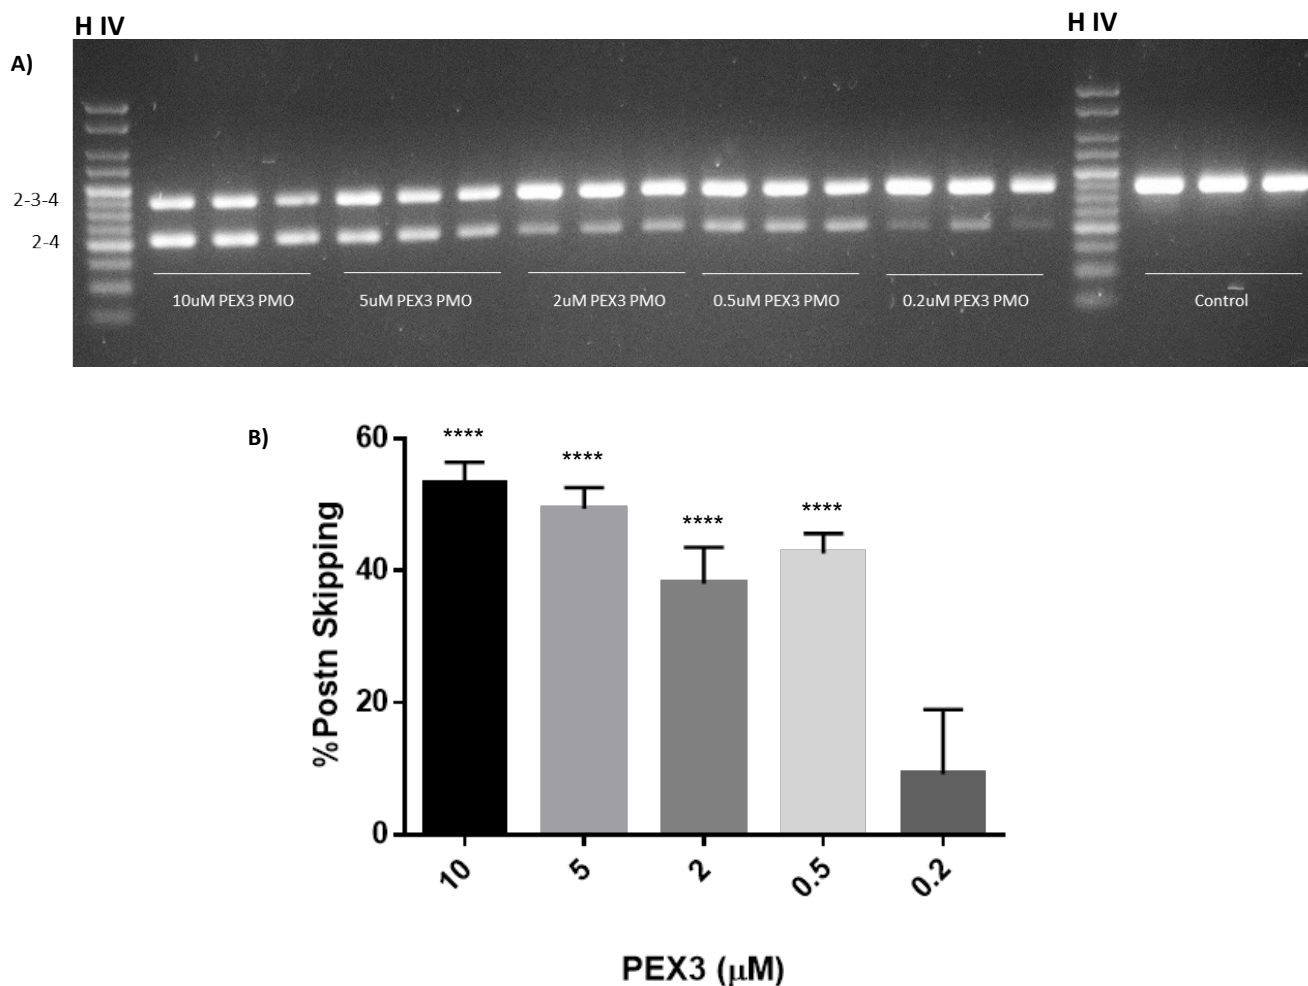 H IV
H IV
A)
2-3-4
2-4
10uM PEX3 PMO
5uM PEX3 PMO
2uM PEX3 PMO
0.5uM PEX3 PMO
0.2uM PEX3 PMO
Control
B)
%Postn Skipping
60
40
20
0
****
****
****
****
10
5
2
0.5
0.2
PEX3 (μM)